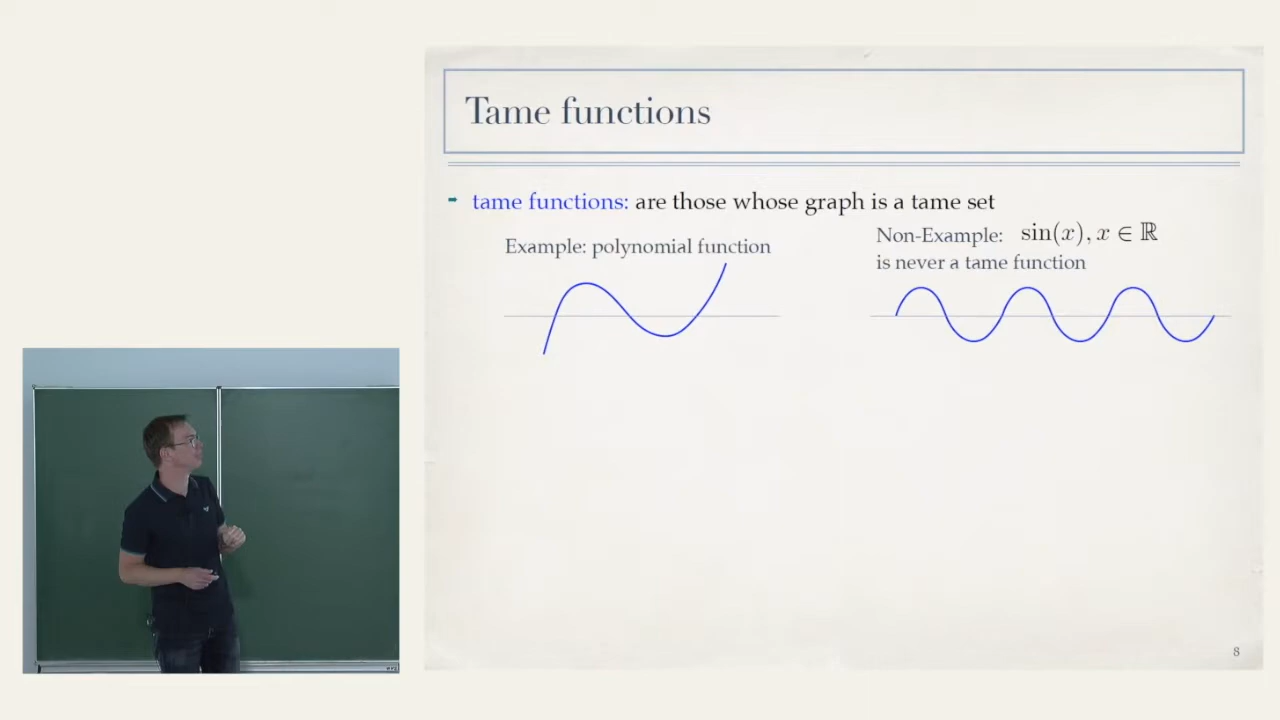 Tame functions
➡ tame functions: are those whose graph is a tame set
Example: polynomial function
Non-Example: sin(x), x ∈ ℝ
is never a tame function
8